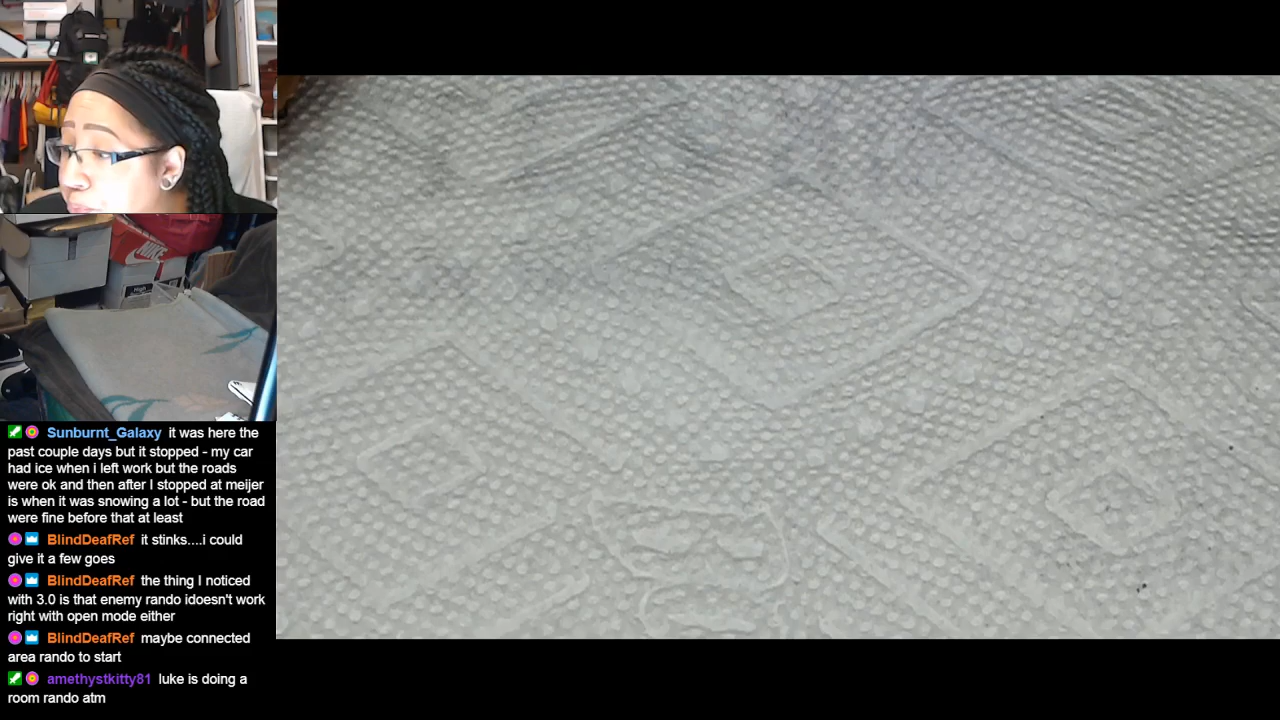 NIKE
High
Sunburnt_Galaxy it was here the
past couple days but it stopped - my car
had ice when i left work but the roads
were ok and then after I stopped at meijer
is when it was snowing a lot - but the road
were fine before that at least
BlindDeafRef it stinks....i could
give it a few goes
BlindDeafRef the thing I noticed
with 3.0 is that enemy rando idoesn't work
right with open mode either
BlindDeafRef maybe connected
area rando to start
amethystkitty81 luke is doing a
room rando atm